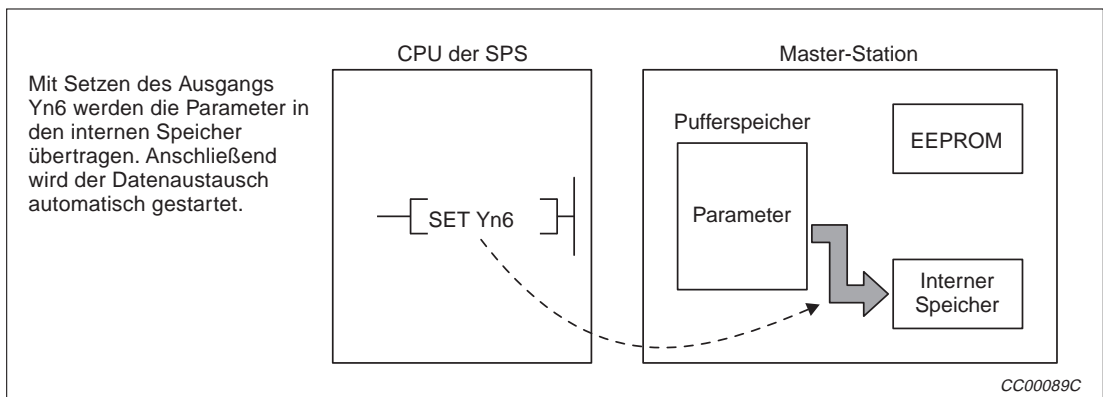 Mit Setzen des Ausgangs
Yn6 werden die Parameter in
den internen Speicher
übertragen. Anschließend
wird der Datenaustausch
automatisch gestartet.
CPU der SPS
SET Yn6
Master-Station
Pufferspeicher
Parameter
EEPROM
Interner
Speicher
CC00089C